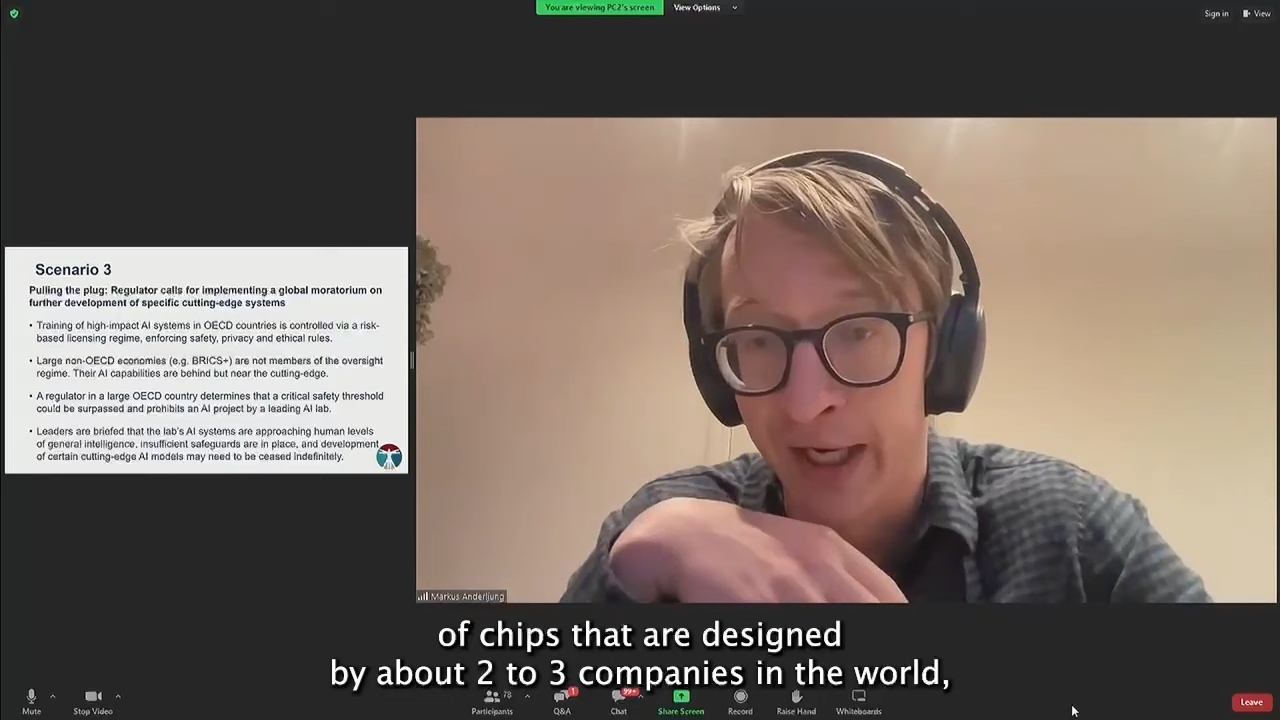 You are viewing PC2's screen
View Options
Sign in
View
Scenario 3
Pulling the plug: Regulator calls for implementing a global moratorium on
further development of specific cutting-edge systems
• Training of high-impact AI systems in OECD countries is controlled via a risk-
based licensing regime, enforcing safety, privacy and ethical rules.
• Large non-OECD economies (e.g. BRICS+) are not members of the oversight
regime. Their AI capabilities are behind but near the cutting-edge.
• A regulator in a large OECD country determines that a critical safety threshold
could be surpassed and prohibits an AI project by a leading AI lab.
• Leaders are briefed that the lab's AI systems are approaching human levels
of general intelligence, insufficient safeguards are in place, and development
of certain cutting-edge AI models may need to be ceased indefinitely.
Markus Anderljung
of chips that are designed
by about 2 to 3 companies in the world,
Mute
Stop Video
Participants
78
Q&A
1
Chat
99+
Share Screen
Record
Raise Hand
Whiteboards
Leave